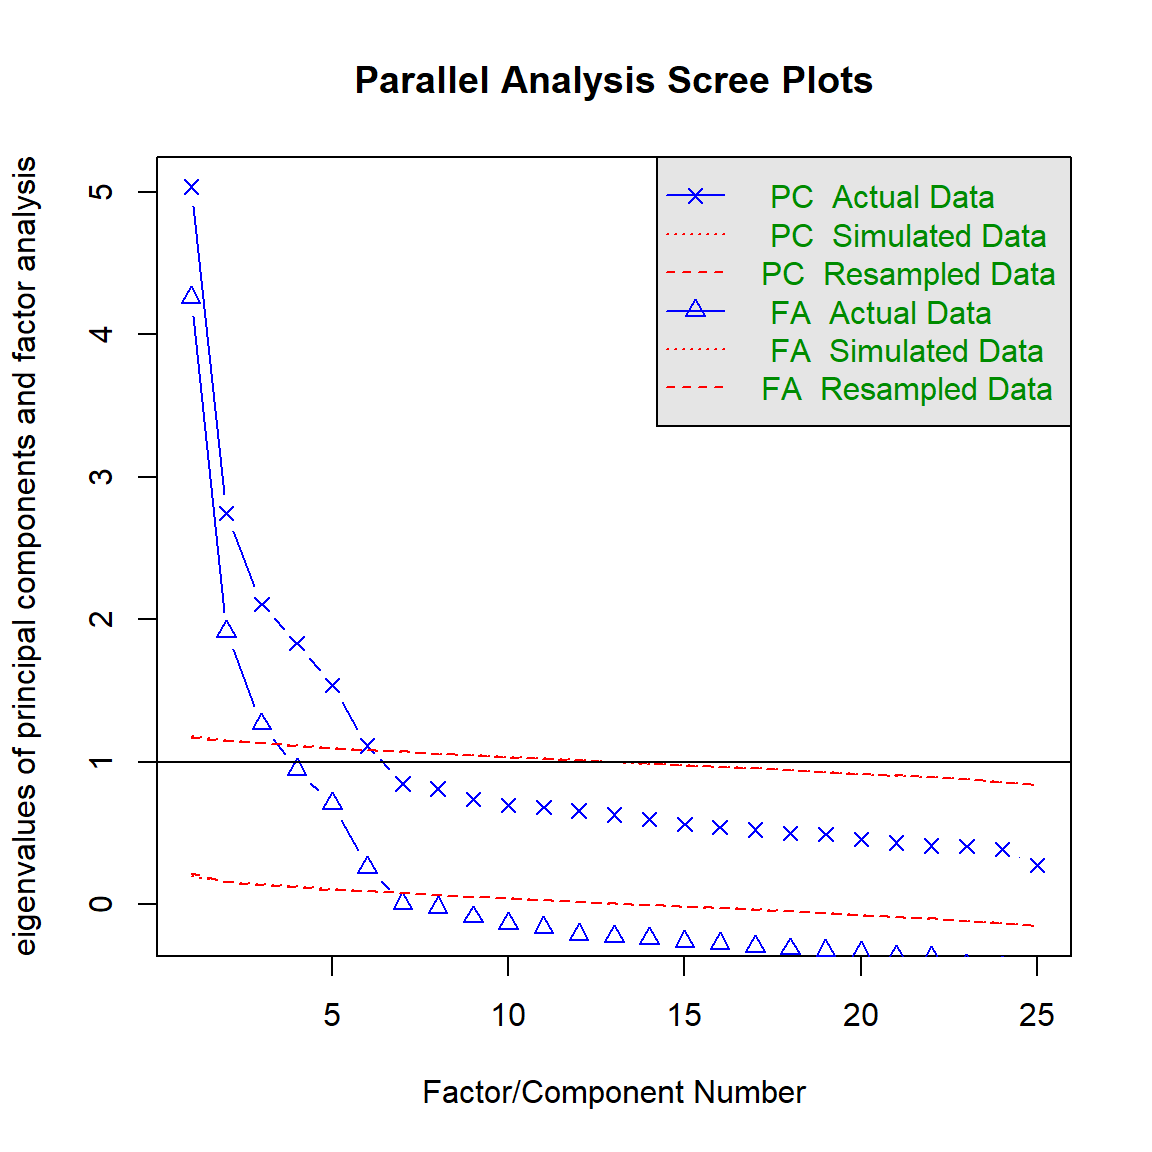 Parallel Analysis Scree Plots
eigenvalues of principal components and factor analysis
5
4
3
2
1
0
PC Actual Data
PC Simulated Data
PC Resampled Data
FA Actual Data
FA Simulated Data
FA Resampled Data
5 10 15 20 25
Factor/Component Number